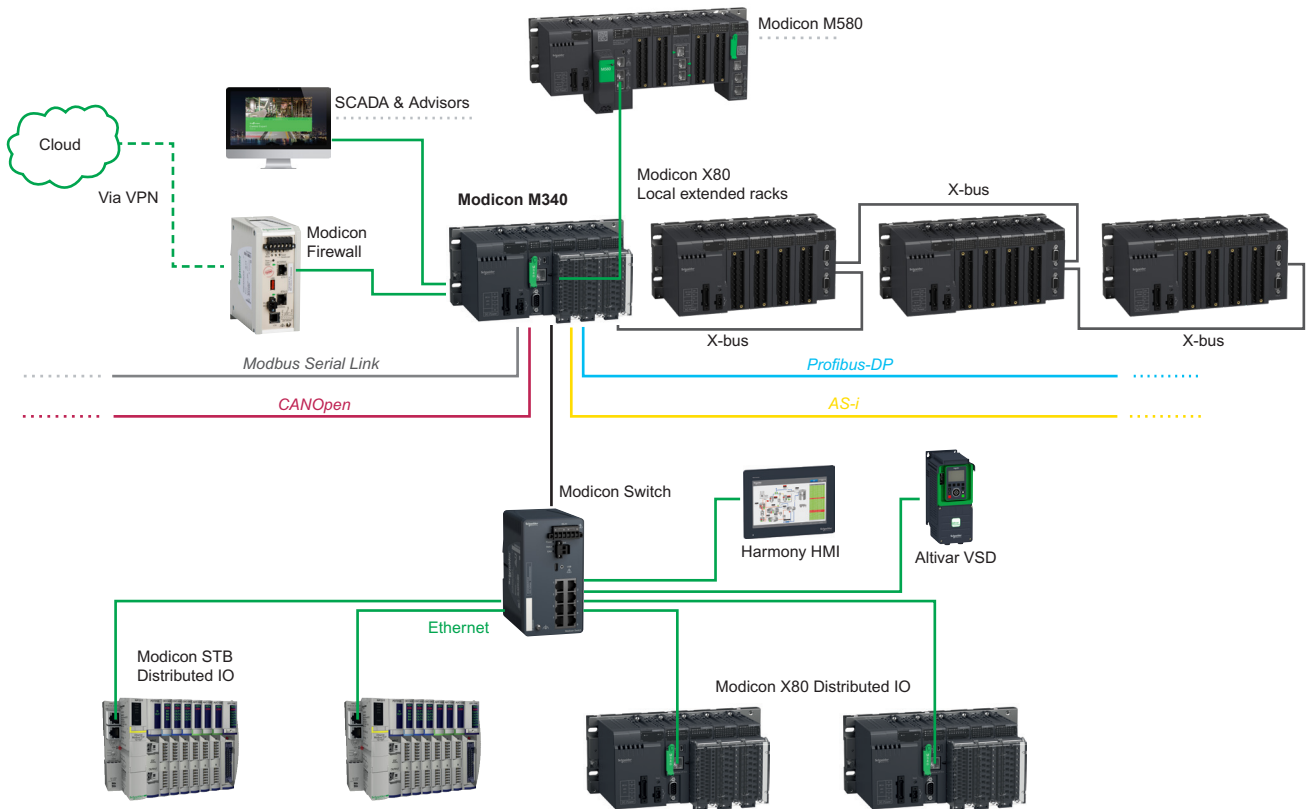 Modicon M580
SCADA & Advisors
Cloud
Via VPN
Modicon
Firewall
Modicon M340
Modicon X80
Local extended racks
X-bus
X-bus
X-bus
Modbus Serial Link
Profibus-DP
CANOpen
AS-i
Modicon Switch
Harmony HMI
Altivar VSD
Ethernet
Modicon STB
Distributed IO
Modicon X80 Distributed IO